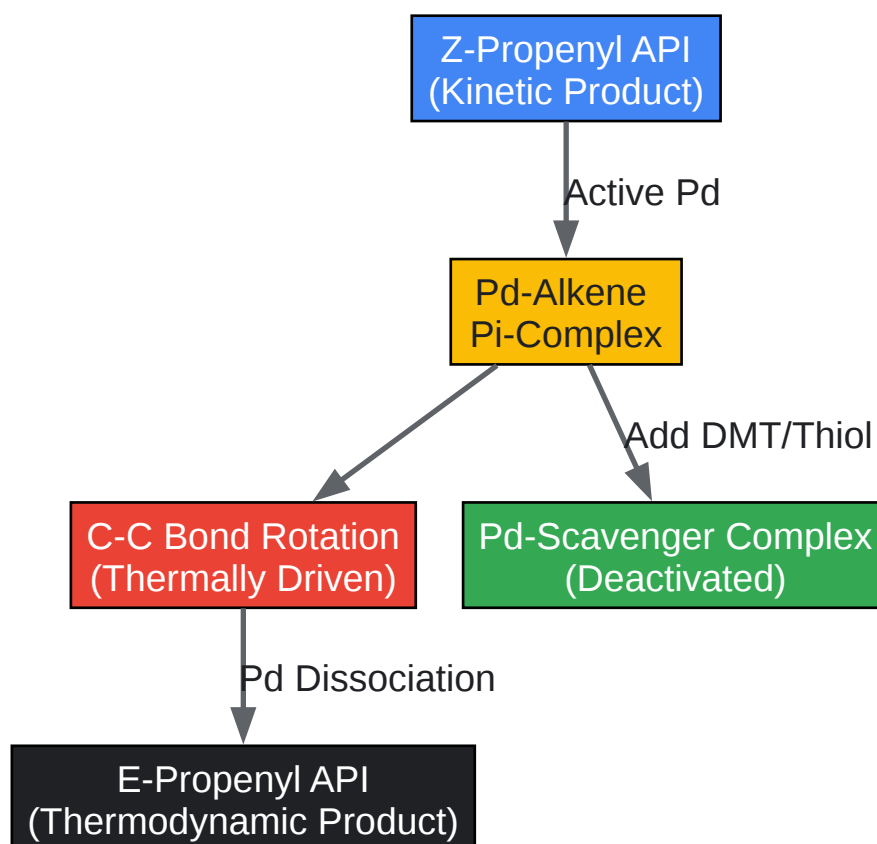 Z-Propenyl API
(Kinetic Product)
Active Pd
Pd-Alkene
Pi-Complex
Add DMT/Thiol
C-C Bond Rotation
(Thermally Driven)
Pd-Scavenger Complex
(Deactivated)
Pd Dissociation
E-Propenyl API
(Thermodynamic Product)